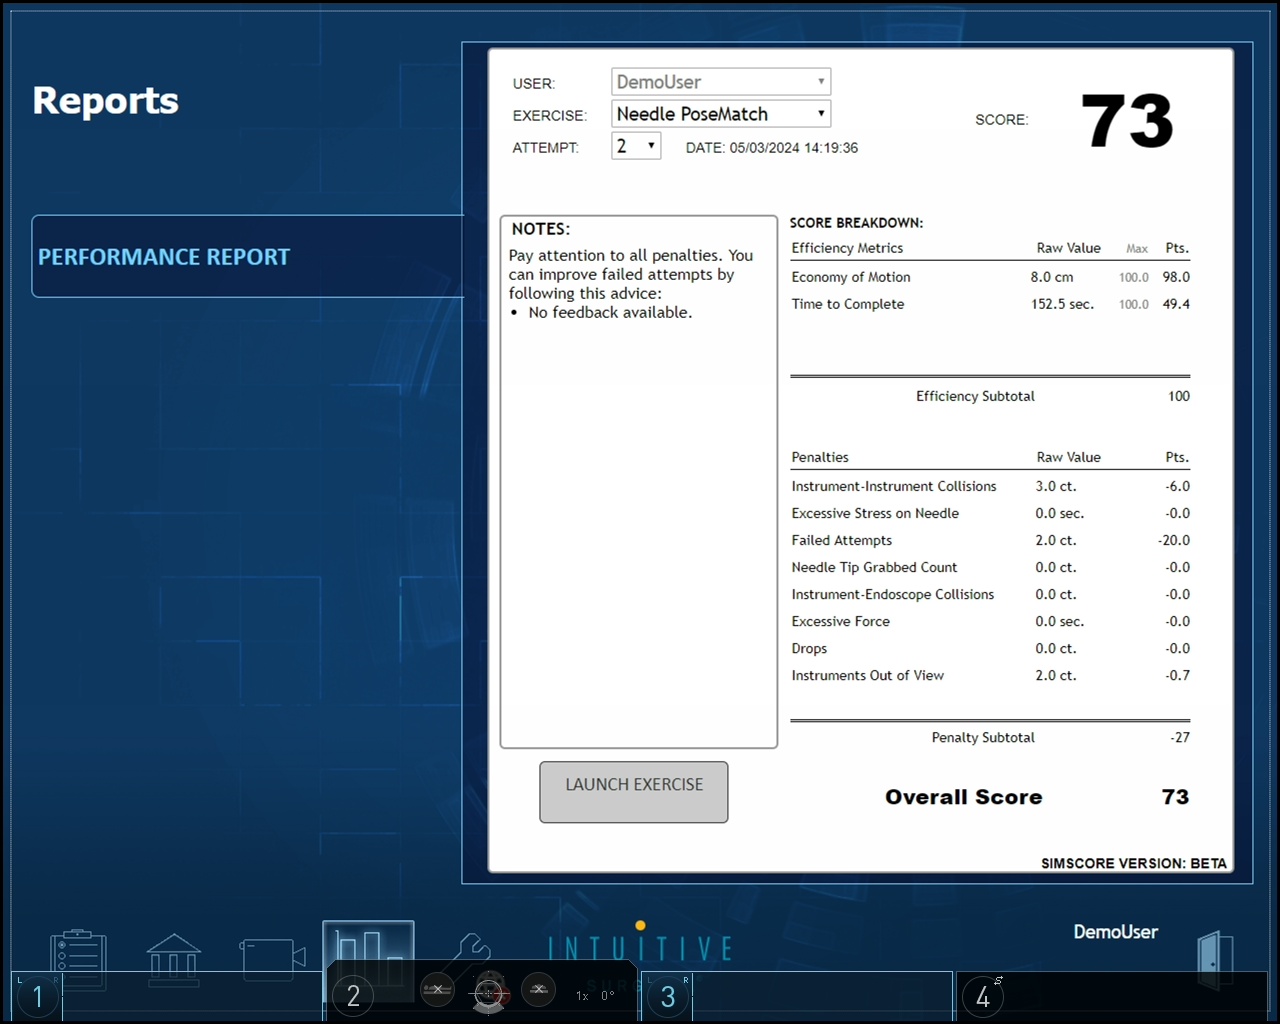 Reports
PERFORMANCE REPORT
USER: DemoUser
EXERCISE: Needle PoseMatch
ATTEMPT: 2 DATE: 05/03/2024 14:19:36
SCORE: 73
NOTES:
Pay attention to all penalties. You
can improve failed attempts by
following this advice:
• No feedback available.
LAUNCH EXERCISE
SCORE BREAKDOWN:
Efficiency Metrics Raw Value Max Pts.
Economy of Motion 8.0 cm 100.0 98.0
Time to Complete 152.5 sec. 100.0 49.4
Efficiency Subtotal 100
Penalties Raw Value Pts.
Instrument-Instrument Collisions 3.0 ct. -6.0
Excessive Stress on Needle 0.0 sec. -0.0
Failed Attempts 2.0 ct. -20.0
Needle Tip Grabbed Count 0.0 ct. -0.0
Instrument-Endoscope Collisions 0.0 ct. -0.0
Excessive Force 0.0 sec. -0.0
Drops 0.0 ct. -0.0
Instruments Out of View 2.0 ct. -0.7
Penalty Subtotal -27
Overall Score 73
SIMSCORE VERSION: BETA
INTUITIVE
DemoUser
L 1 R
2 1x 0°
L 3 R
4